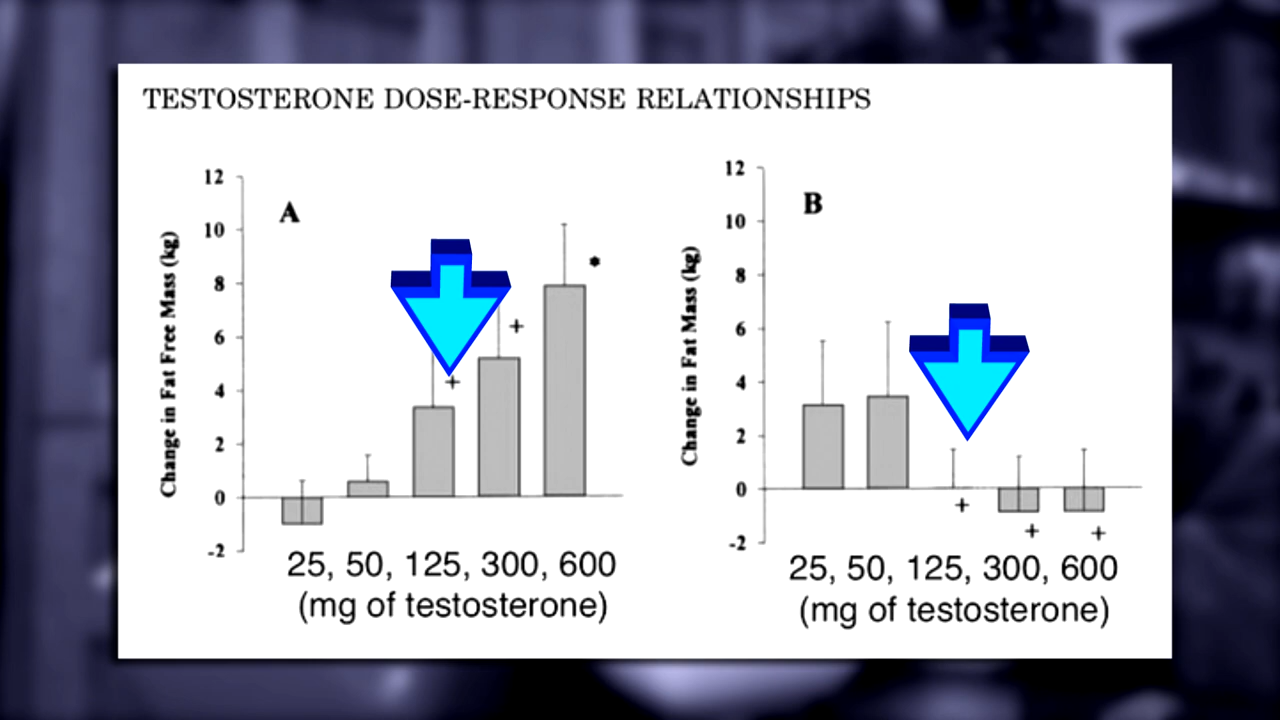 TESTOSTERONE DOSE-RESPONSE RELATIONSHIPS
A
Change in Fat Free Mass (kg)
12
10
8
6
4
2
0
-2
+
+
*
25, 50, 125, 300, 600
(mg of testosterone)
B
Change in Fat Mass (kg)
12
10
8
6
4
2
0
-2
+
+
+
25, 50, 125, 300, 600
(mg of testosterone)